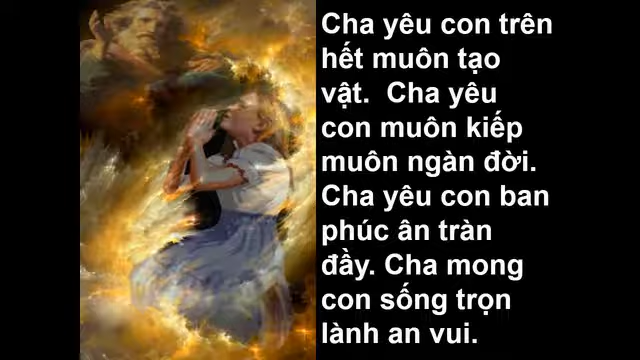 Cha yêu con trên
hết muôn tạo
vật.  Cha yêu
con muôn kiếp
muôn ngàn đời.
Cha yêu con ban
phúc ân tràn
đầy. Cha mong
con sống trọn
lành an vui.